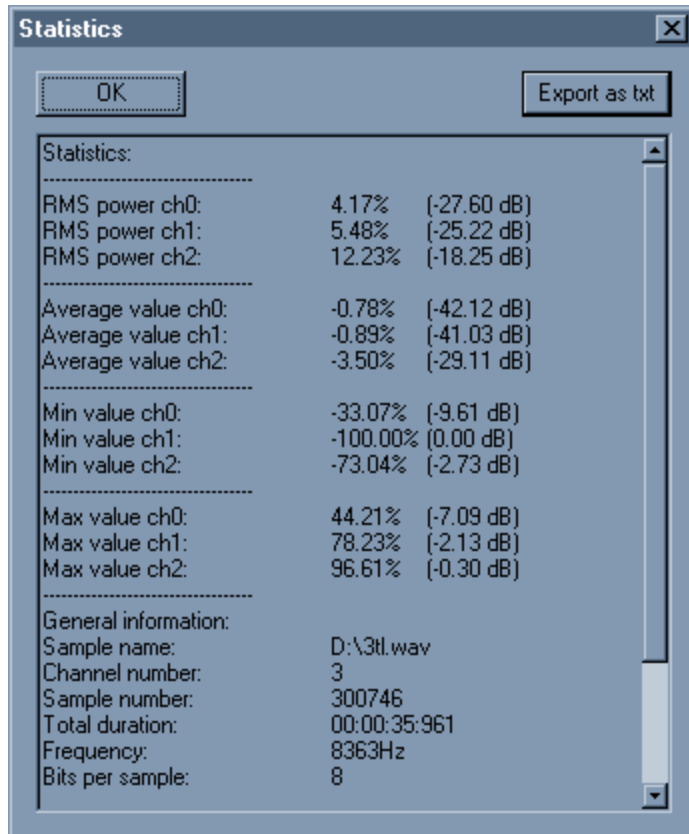 Statistics
OK
Export as txt
Statistics:
--------------------------------
RMS power ch0: 4.17% (-27.60 dB)
RMS power ch1: 5.48% (-25.22 dB)
RMS power ch2: 12.23% (-18.25 dB)
--------------------------------
Average value ch0: -0.78% (-42.12 dB)
Average value ch1: -0.89% (-41.03 dB)
Average value ch2: -3.50% (-29.11 dB)
--------------------------------
Min value ch0: -33.07% (-9.61 dB)
Min value ch1: -100.00% (0.00 dB)
Min value ch2: -73.04% (-2.73 dB)
--------------------------------
Max value ch0: 44.21% (-7.09 dB)
Max value ch1: 78.23% (-2.13 dB)
Max value ch2: 96.61% (-0.30 dB)
--------------------------------
General information:
Sample name: D:\3tl.wav
Channel number: 3
Sample number: 300746
Total duration: 00:00:35:961
Frequency: 8363Hz
Bits per sample: 8